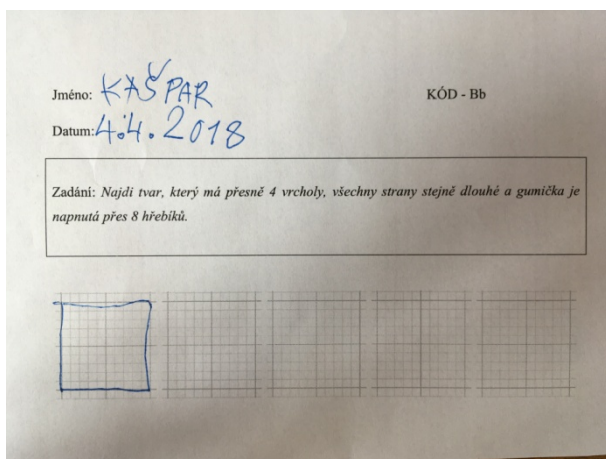 Jméno: KAŠPAR
KÓD - Bb
Datum: 4.4.2018
Zadání: Najdi tvar, který má přesně 4 vrcholy, všechny strany stejně dlouhé a gumička je
napnutá přes 8 hřebíků.